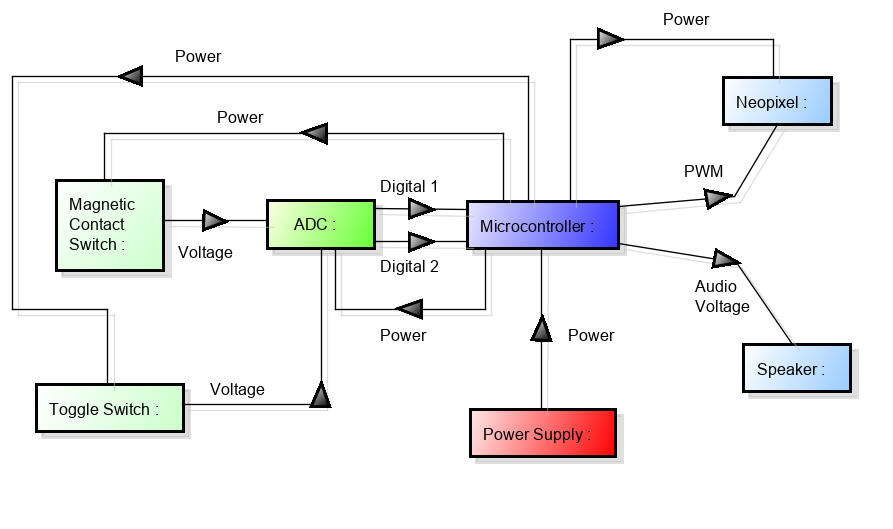 Power
Power
Neopixel :
Power
PWM
Digital 1
Magnetic
Contact
Switch :
ADC :
Microcontroller :
Voltage
Digital 2
Audio
Voltage
Power
Power
Speaker :
Voltage
Toggle Switch :
Power Supply :